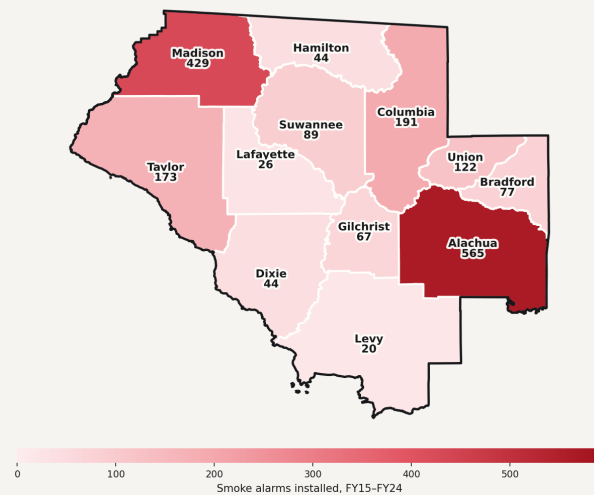 Madison
429
Hamilton
44
Columbia
191
Suwannee
89
Lafayette
26
Taylor
173
Union
122
Bradford
77
Gilchrist
67
Alachua
565
Dixie
44
Levy
20
0 100 200 300 400 500
Smoke alarms installed, FY15–FY24